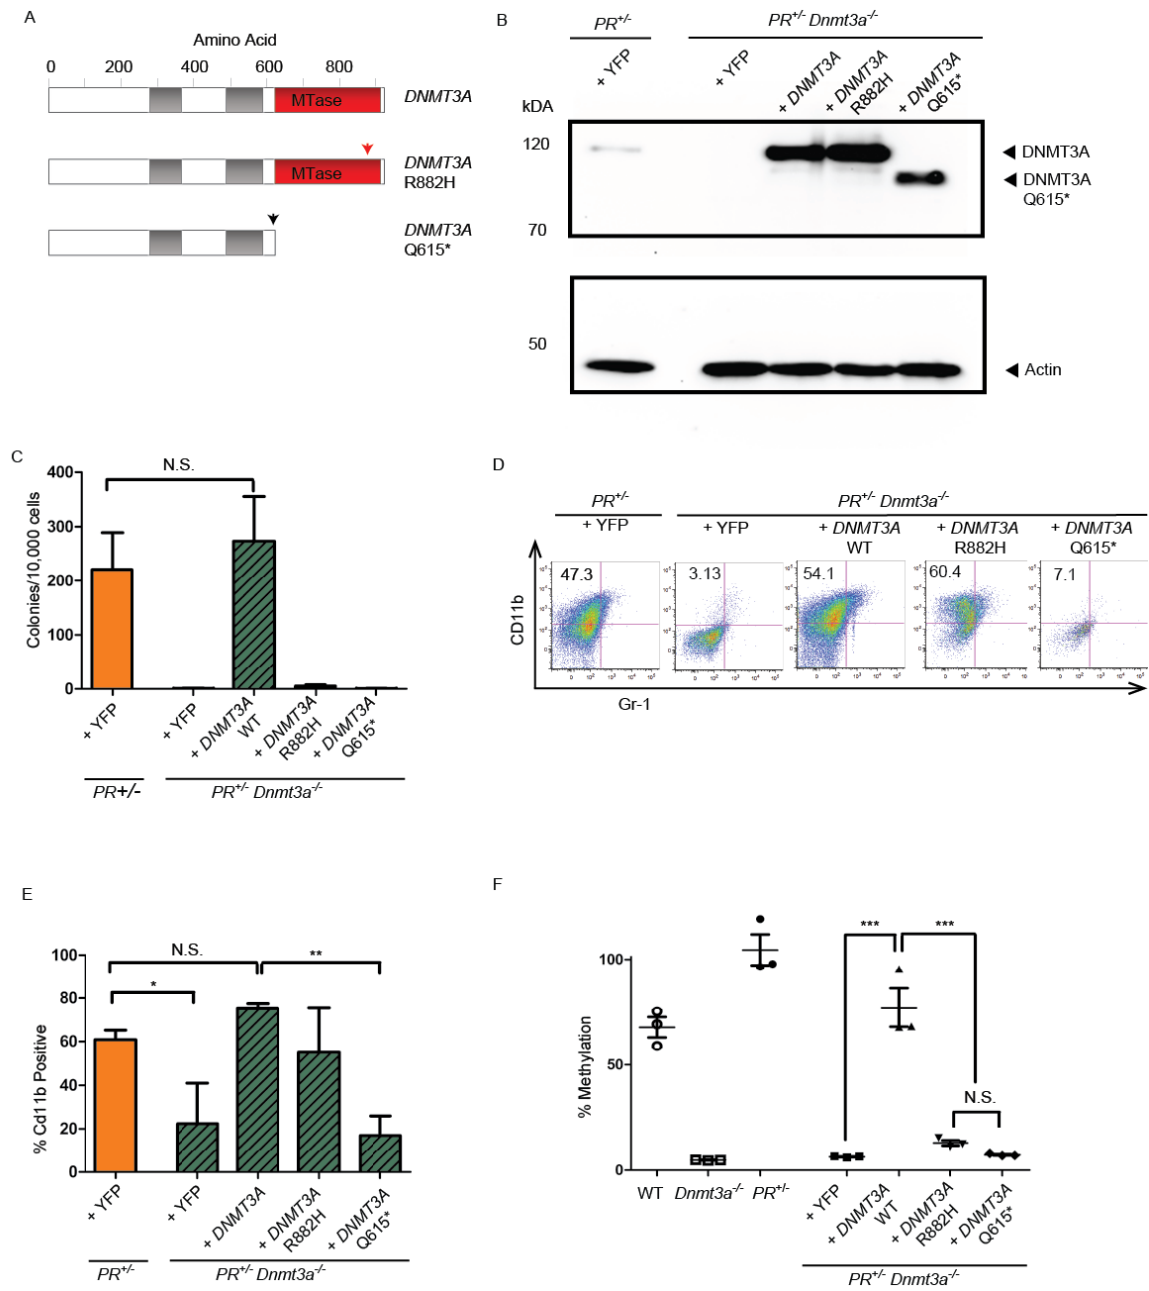 A
Amino Acid
0 200 400 600 800
MTase
DNMT3A
MTase
DNMT3A
R882H
DNMT3A
Q615*
B
PR+/-
PR+/- Dnmt3a-/-
+ YFP
+ YFP
+ DNMT3A
+ DNMT3A
R882H
+ DNMT3A
Q615*
kDA
120
70
50
DNMT3A
DNMT3A
Q615*
Actin
C
N.S.
Colonies/10,000 cells
400
300
200
100
0
+ YFP
+ YFP
+ DNMT3A
WT
+ DNMT3A
R882H
+ DNMT3A
Q615*
PR+/-
PR+/- Dnmt3a-/-
D
PR+/-
PR+/- Dnmt3a-/-
+ YFP
+ YFP
+ DNMT3A
WT
+ DNMT3A
R882H
+ DNMT3A
Q615*
47.3
3.13
54.1
60.4
7.1
CD11b
Gr-1
E
N.S.
**
*
% Cd11b Positive
100
80
60
40
20
0
+ YFP
+ YFP
+ DNMT3A
+ DNMT3A
R882H
+ DNMT3A
Q615*
PR+/-
PR+/- Dnmt3a-/-
F
***
***
N.S.
% Methylation
100
50
0
WT
Dnmt3a-/-
PR+/-
+ YFP
+ DNMT3A
WT
+ DNMT3A
R882H
+ DNMT3A
Q615*
PR+/- Dnmt3a-/-